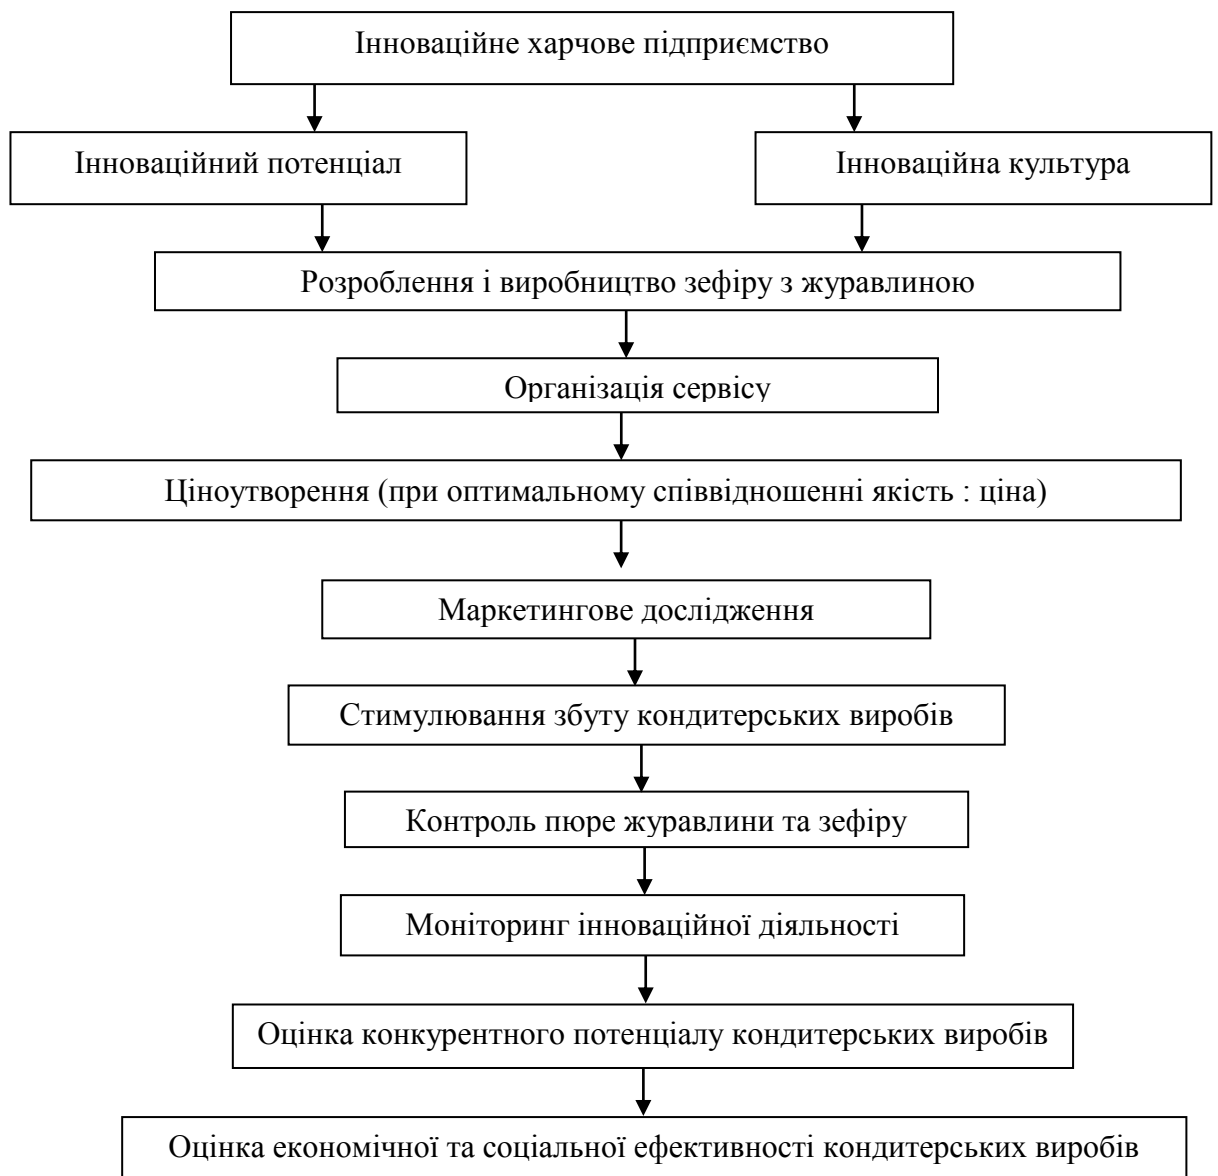 Інноваційне харчове підприємство
Інноваційний потенціал
Інноваційна культура
Розроблення і виробництво зефіру з журавлиною
Організація сервісу
Ціноутворення (при оптимальному співвідношенні якість : ціна)
Маркетингове дослідження
Стимулювання збуту кондитерських виробів
Контроль пюре журавлини та зефіру
Моніторинг інноваційної діяльності
Оцінка конкурентного потенціалу кондитерських виробів
Оцінка економічної та соціальної ефективності кондитерських виробів